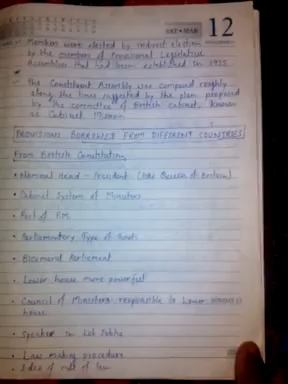 SAT • MAR 12
Members were elected by indirect election
by the members of Provisional Legislative
Assemblies that had been established in 1935
The Constituent Assembly was composed roughly
along the lines suggested by the plan proposed
by the committee of British cabinet, known
as Cabinet Mission
PROVISIONS BORROWED FROM DIFFERENT COUNTRIES
From British Constitution
• Nominal Head - President (like Queen of Britain)
• Cabinet System of Ministers
• Post of P.M.
• Parliamentary Type of Govt.
• Bicameral Parliament
• Lower house more powerful
• Council of Ministers responsible to Lower
house
• Speaker in Lok Sabha
• Law making procedure
• Idea of rule of law